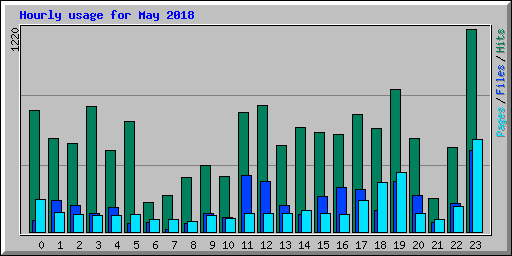 Hourly usage for May 2018
1220
Pages / Files / Hits
0 1 2 3 4 5 6 7 8 9 10 11 12 13 14 15 16 17 18 19 20 21 22 23